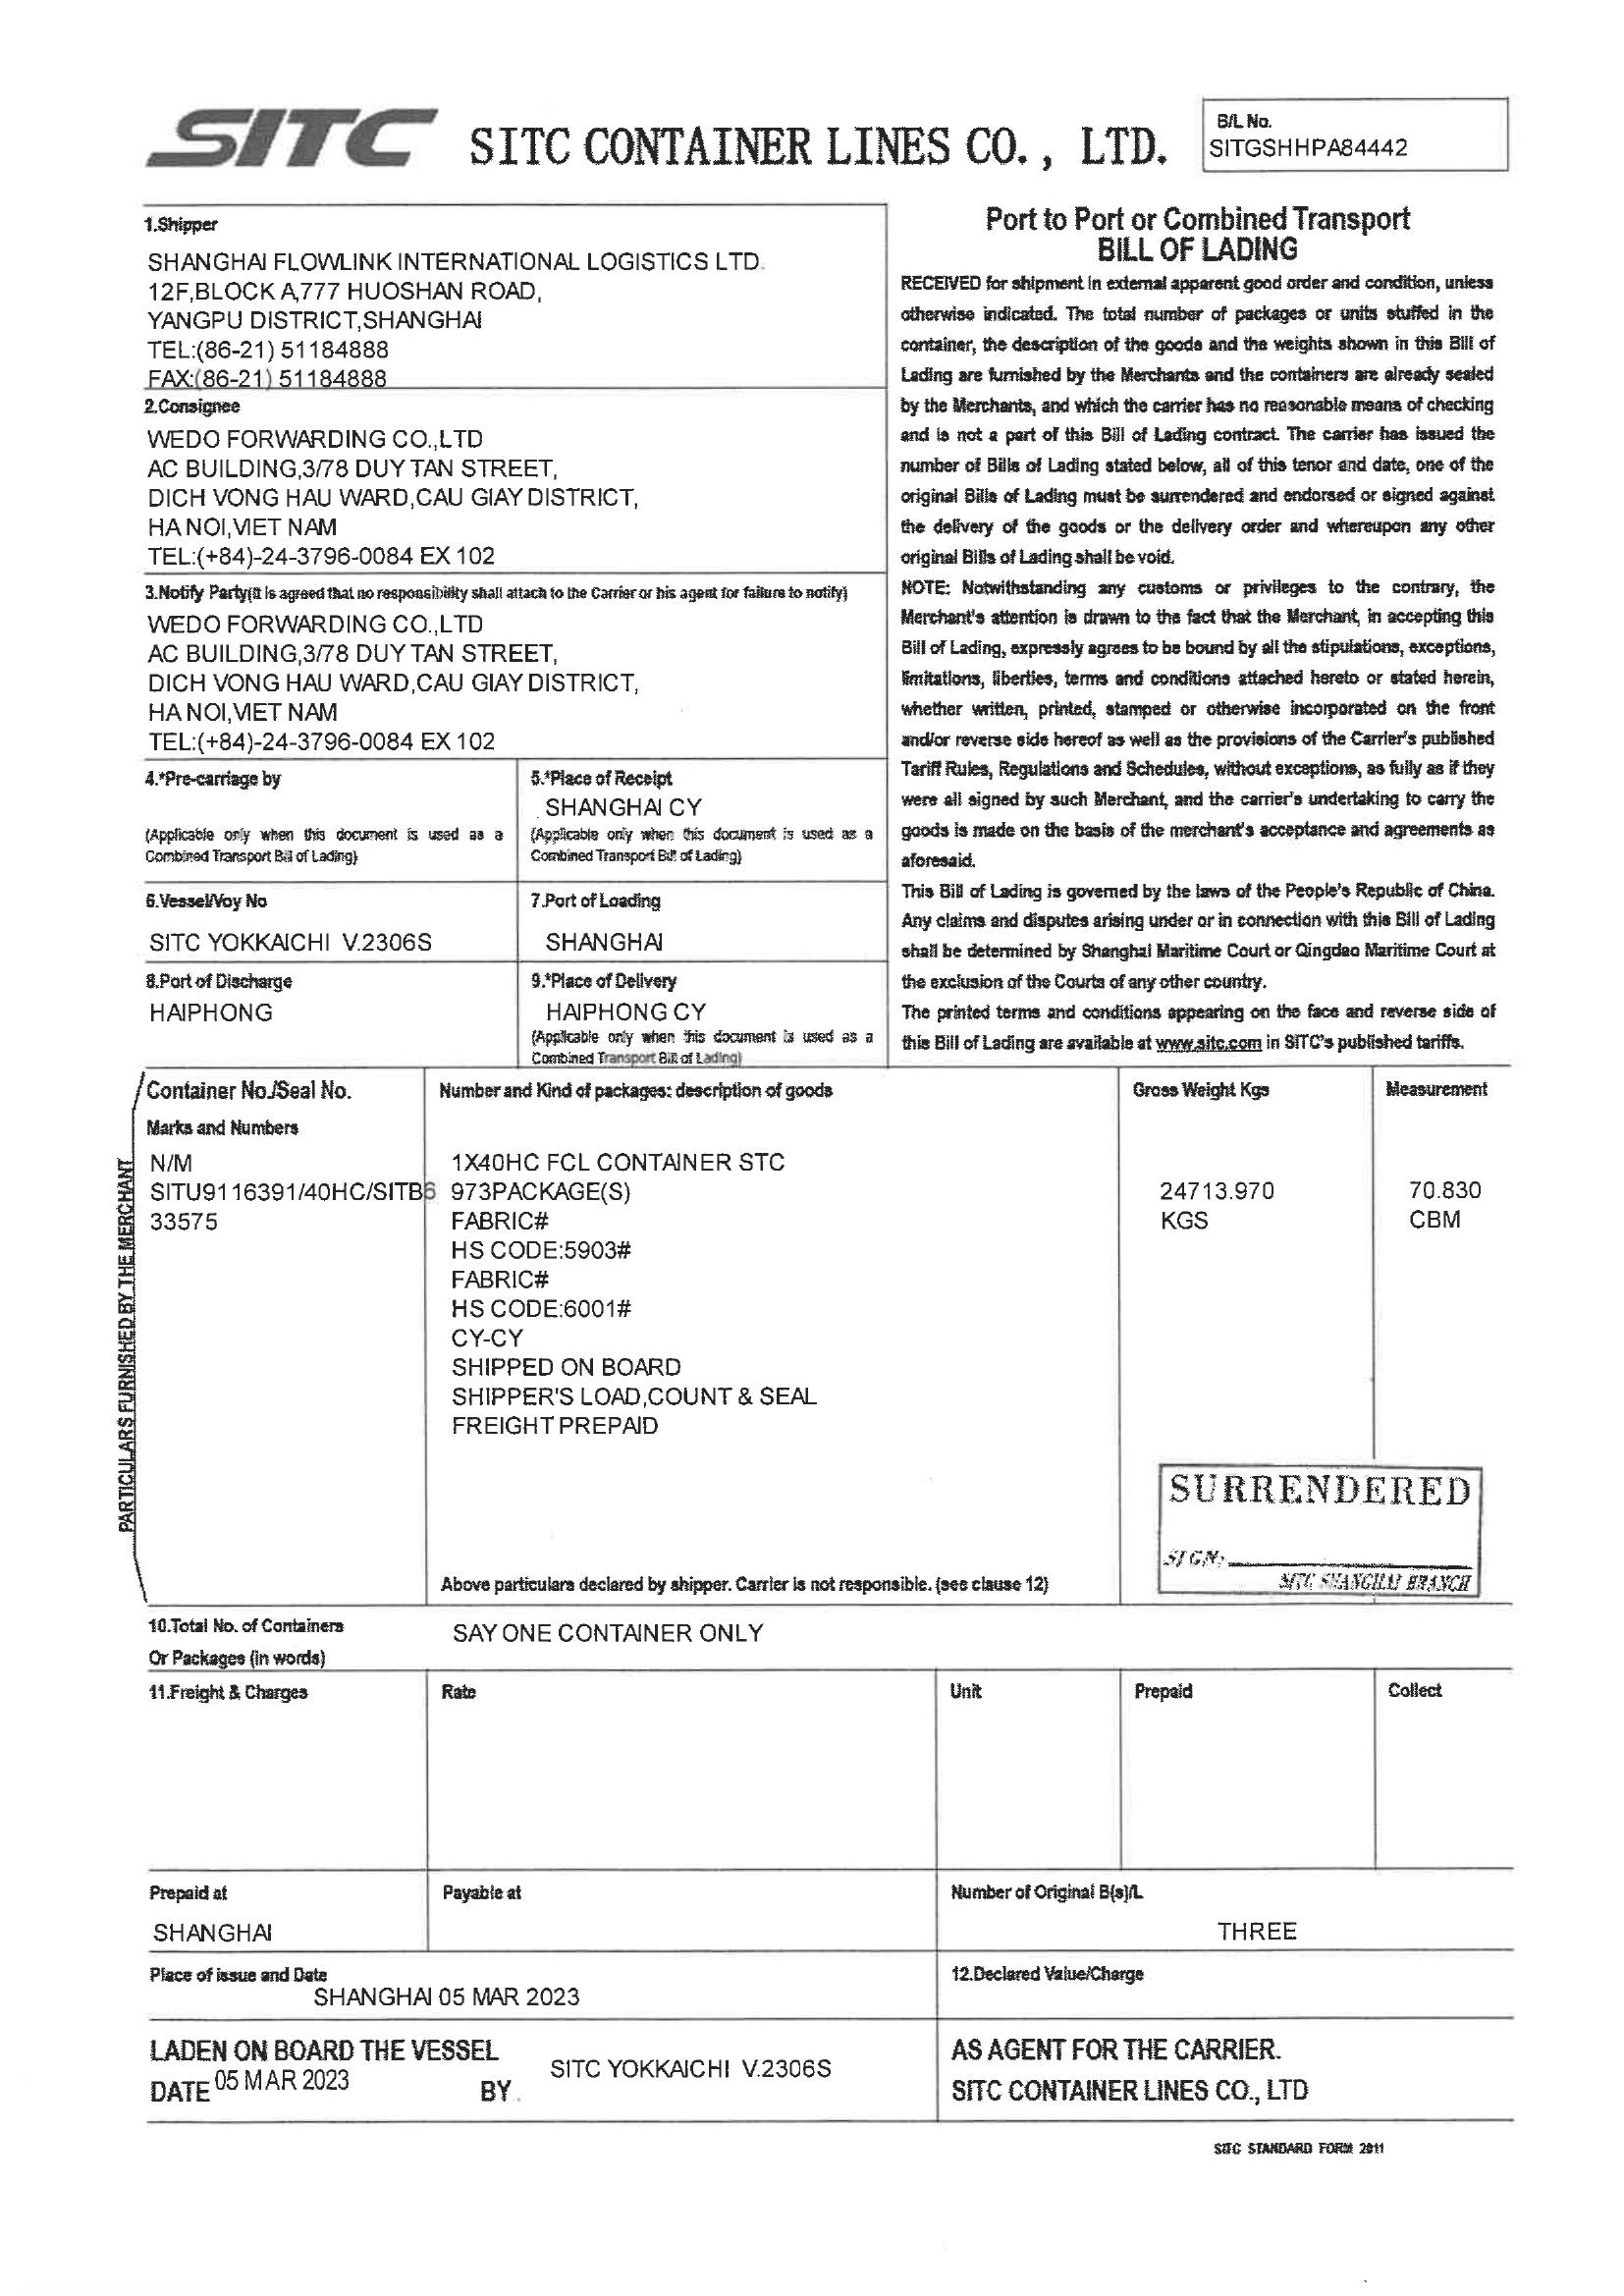 SITC
SITC CONTAINER LINES CO., LTD.
B/L No.
SITGSHHPA84442
1.Shipper
SHANGHAI FLOWLINK INTERNATIONAL LOGISTICS LTD.
12F,BLOCK A,777 HUOSHAN ROAD,
YANGPU DISTRICT,SHANGHAI
TEL:(86-21) 51184888
FAX:(86-21) 51184888
2.Consignee
WEDO FORWARDING CO.,LTD
AC BUILDING,3/78 DUY TAN STREET,
DICH VONG HAU WARD,CAU GIAY DISTRICT,
HA NOI,VIET NAM
TEL:(+84)-24-3796-0084 EX 102
3.Notify Party(It is agreed that no responsibility shall attach to the Carrier or his agent for failure to notify)
WEDO FORWARDING CO.,LTD
AC BUILDING,3/78 DUY TAN STREET,
DICH VONG HAU WARD,CAU GIAY DISTRICT,
HA NOI,VIET NAM
TEL:(+84)-24-3796-0084 EX 102
4.*Pre-carriage by
(Applicable only when this document is used as a
Combined Transport Bill of Lading)
5.*Place of Receipt
SHANGHAI CY
(Applicable only when this document is used as a
Combined Transport Bill of Lading)
6.Vessel/Voy No
SITC YOKKAICHI V.2306S
7.Port of Loading
SHANGHAI
8.Port of Discharge
HAIPHONG
9.*Place of Delivery
HAIPHONG CY
(Applicable only when this document is used as a
Combined Transport Bill of Lading)
Port to Port or Combined Transport
BILL OF LADING
RECEIVED for shipment in external apparent good order and condition, unless
otherwise indicated. The total number of packages or units stuffed in the
container, the description of the goods and the weights shown in this Bill of
Lading are furnished by the Merchants and the containers are already sealed
by the Merchants, and which the carrier has no reasonable means of checking
and is not a part of this Bill of Lading contract. The carrier has issued the
number of Bills of Lading stated below, all of this tenor and date, one of the
original Bills of Lading must be surrendered and endorsed or signed against
the delivery of the goods or the delivery order and whereupon any other
original Bills of Lading shall be void.
NOTE: Notwithstanding any customs or privileges to the contrary, the
Merchant's attention is drawn to the fact that the Merchant, in accepting this
Bill of Lading, expressly agrees to be bound by all the stipulations, exceptions,
limitations, liberties, terms and conditions attached hereto or stated herein,
whether written, printed, stamped or otherwise incorporated on the front
and/or reverse side hereof as well as the provisions of the Carrier's published
Tariff Rules, Regulations and Schedules, without exceptions, as fully as if they
were all signed by such Merchant, and the carrier's undertaking to carry the
goods is made on the basis of the merchant's acceptance and agreements as
aforesaid.
This Bill of Lading is governed by the laws of the People's Republic of China.
Any claims and disputes arising under or in connection with this Bill of Lading
shall be determined by Shanghai Maritime Court or Qingdao Maritime Court at
the exclusion of the Courts of any other country.
The printed terms and conditions appearing on the face and reverse side of
this Bill of Lading are available at www.sitc.com in SITC's published tariffs.
PARTICULARS FURNISHED BY THE MERCHANT
Container No./Seal No.
Marks and Numbers
Number and Kind of packages: description of goods
Gross Weight Kgs
Measurement
N/M
SITU9116391/40HC/SITB6
33575
1X40HC FCL CONTAINER STC
973PACKAGE(S)
FABRIC#
HS CODE:5903#
FABRIC#
HS CODE:6001#
CY-CY
SHIPPED ON BOARD
SHIPPER'S LOAD,COUNT & SEAL
FREIGHT PREPAID
24713.970
KGS
70.830
CBM
SURRENDERED
SIGN:
SITC SHANGHAI BRANCH
Above particulars declared by shipper. Carrier is not responsible. (see clause 12)
10.Total No. of Containers
Or Packages (in words)
SAY ONE CONTAINER ONLY
11.Freight & Charges
Rate
Unit
Prepaid
Collect
Prepaid at
SHANGHAI
Payable at
Number of Original B(s)/L
THREE
Place of issue and Date
SHANGHAI 05 MAR 2023
12.Declared Value/Charge
LADEN ON BOARD THE VESSEL
SITC YOKKAICHI V.2306S
DATE 05 MAR 2023
BY
AS AGENT FOR THE CARRIER.
SITC CONTAINER LINES CO., LTD
SITC STANDARD FORM 2011